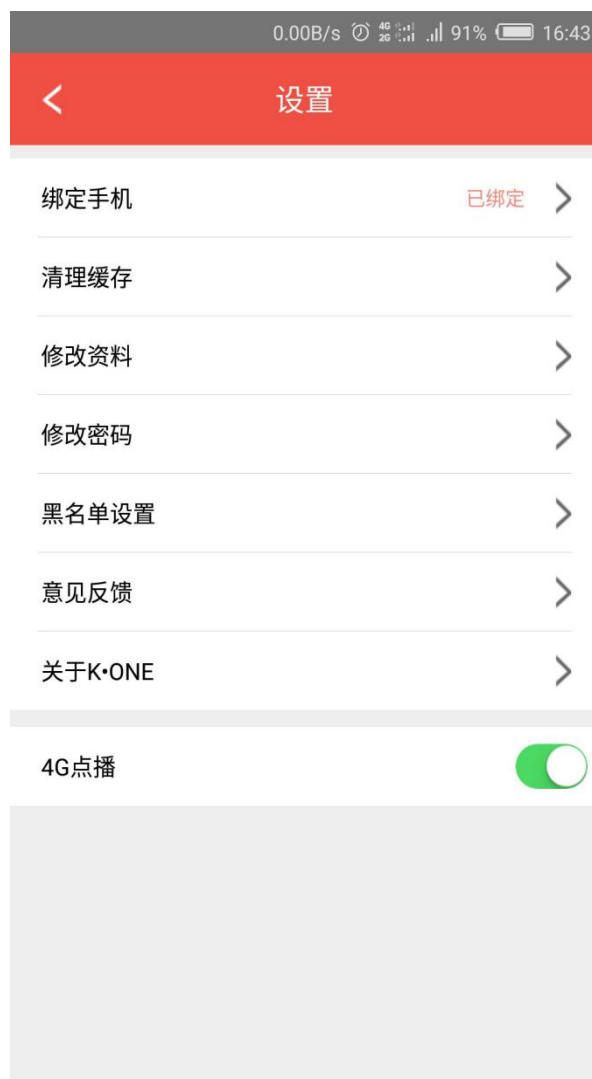 0.00B/s 4G 2G 91% 16:43
设置
绑定手机 已绑定
清理缓存
修改资料
修改密码
黑名单设置
意见反馈
关于K•ONE
4G点播